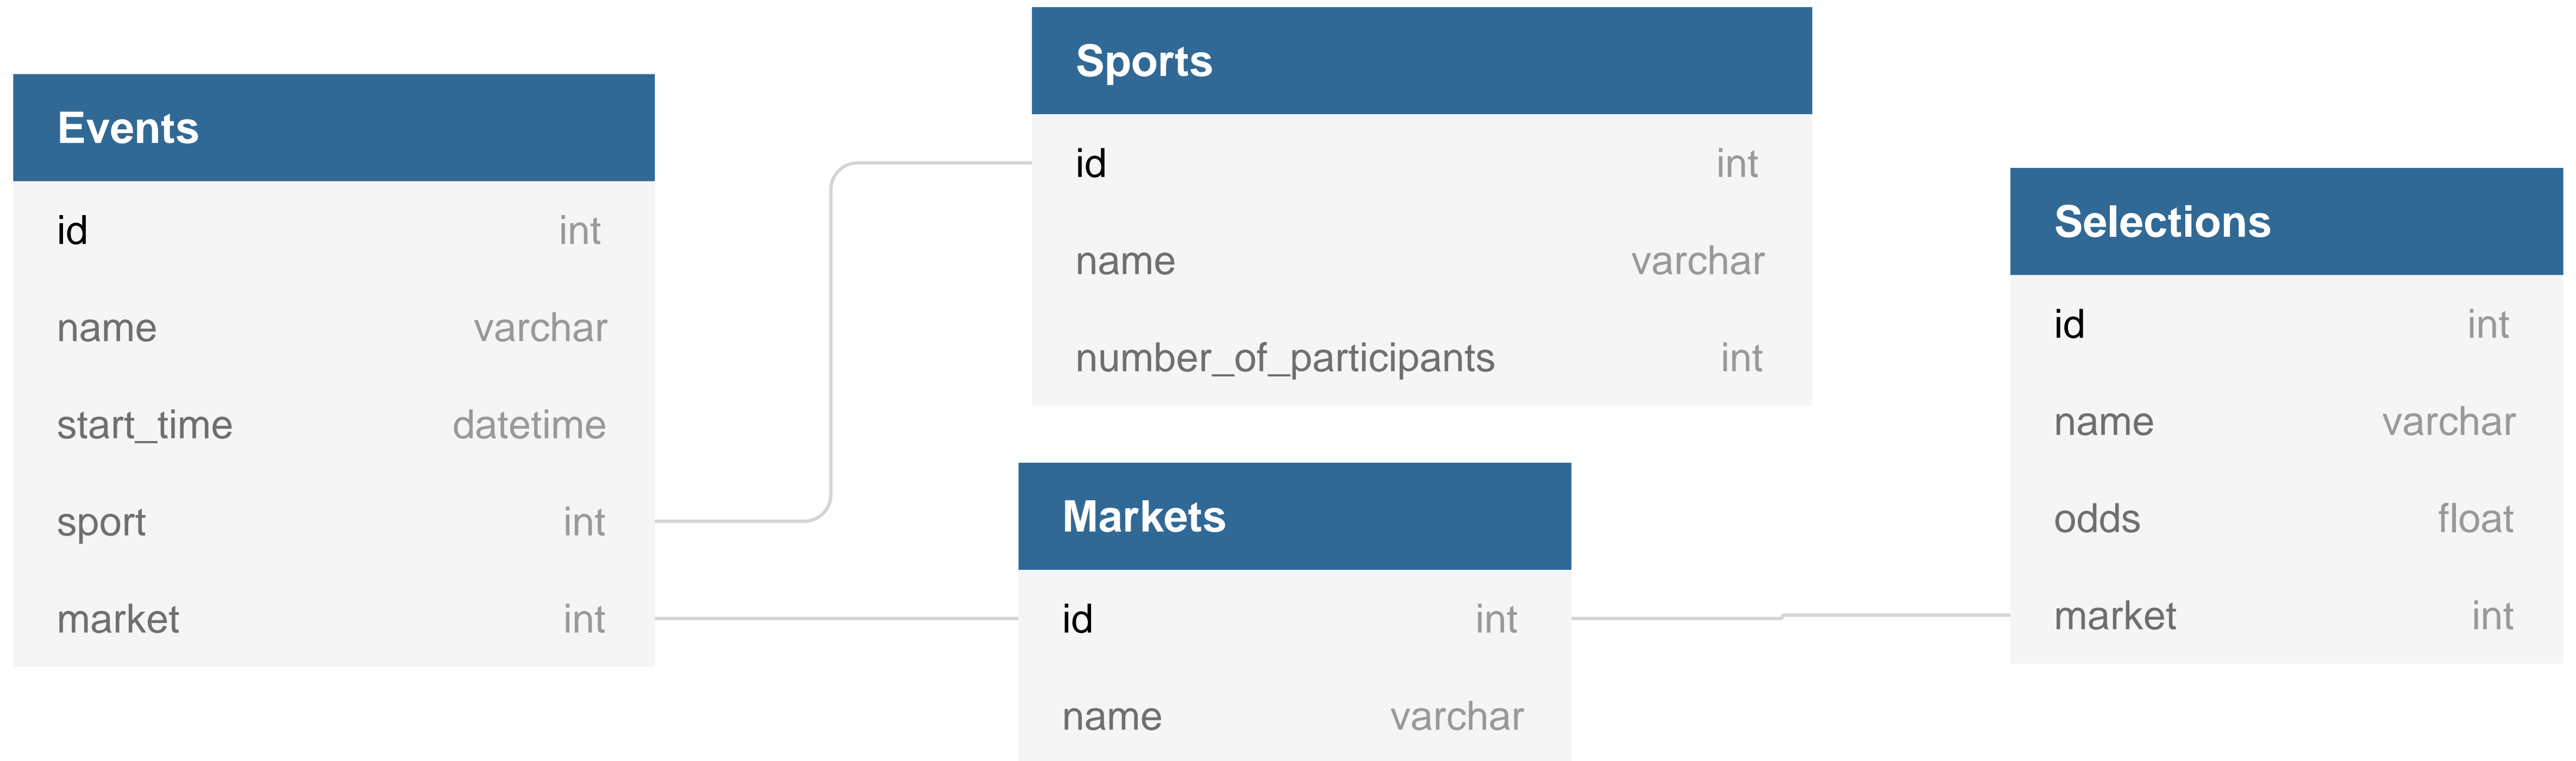 Events
id int
name varchar
start_time datetime
sport int
market int
Sports
id int
name varchar
number_of_participants int
Markets
id int
name varchar
Selections
id int
name varchar
odds float
market int